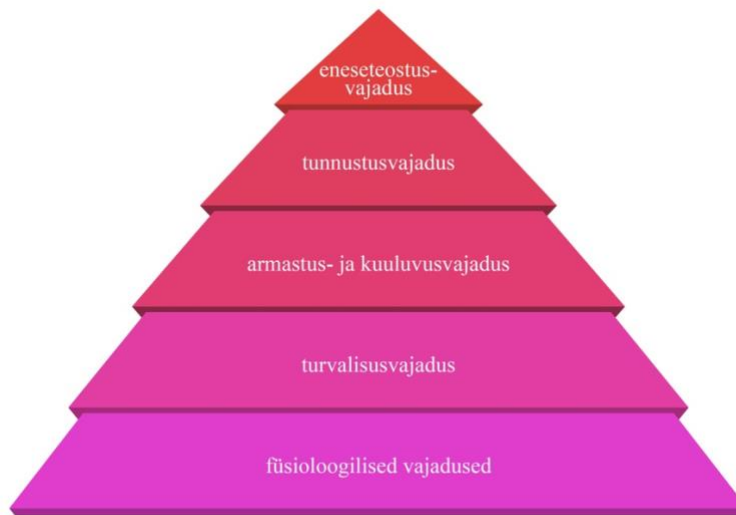 eneseteostus-
vajadus
tunnustusvajadus
armastus- ja kuuluvusvajadus
turvalisusvajadus
füsioloogilised vajadused